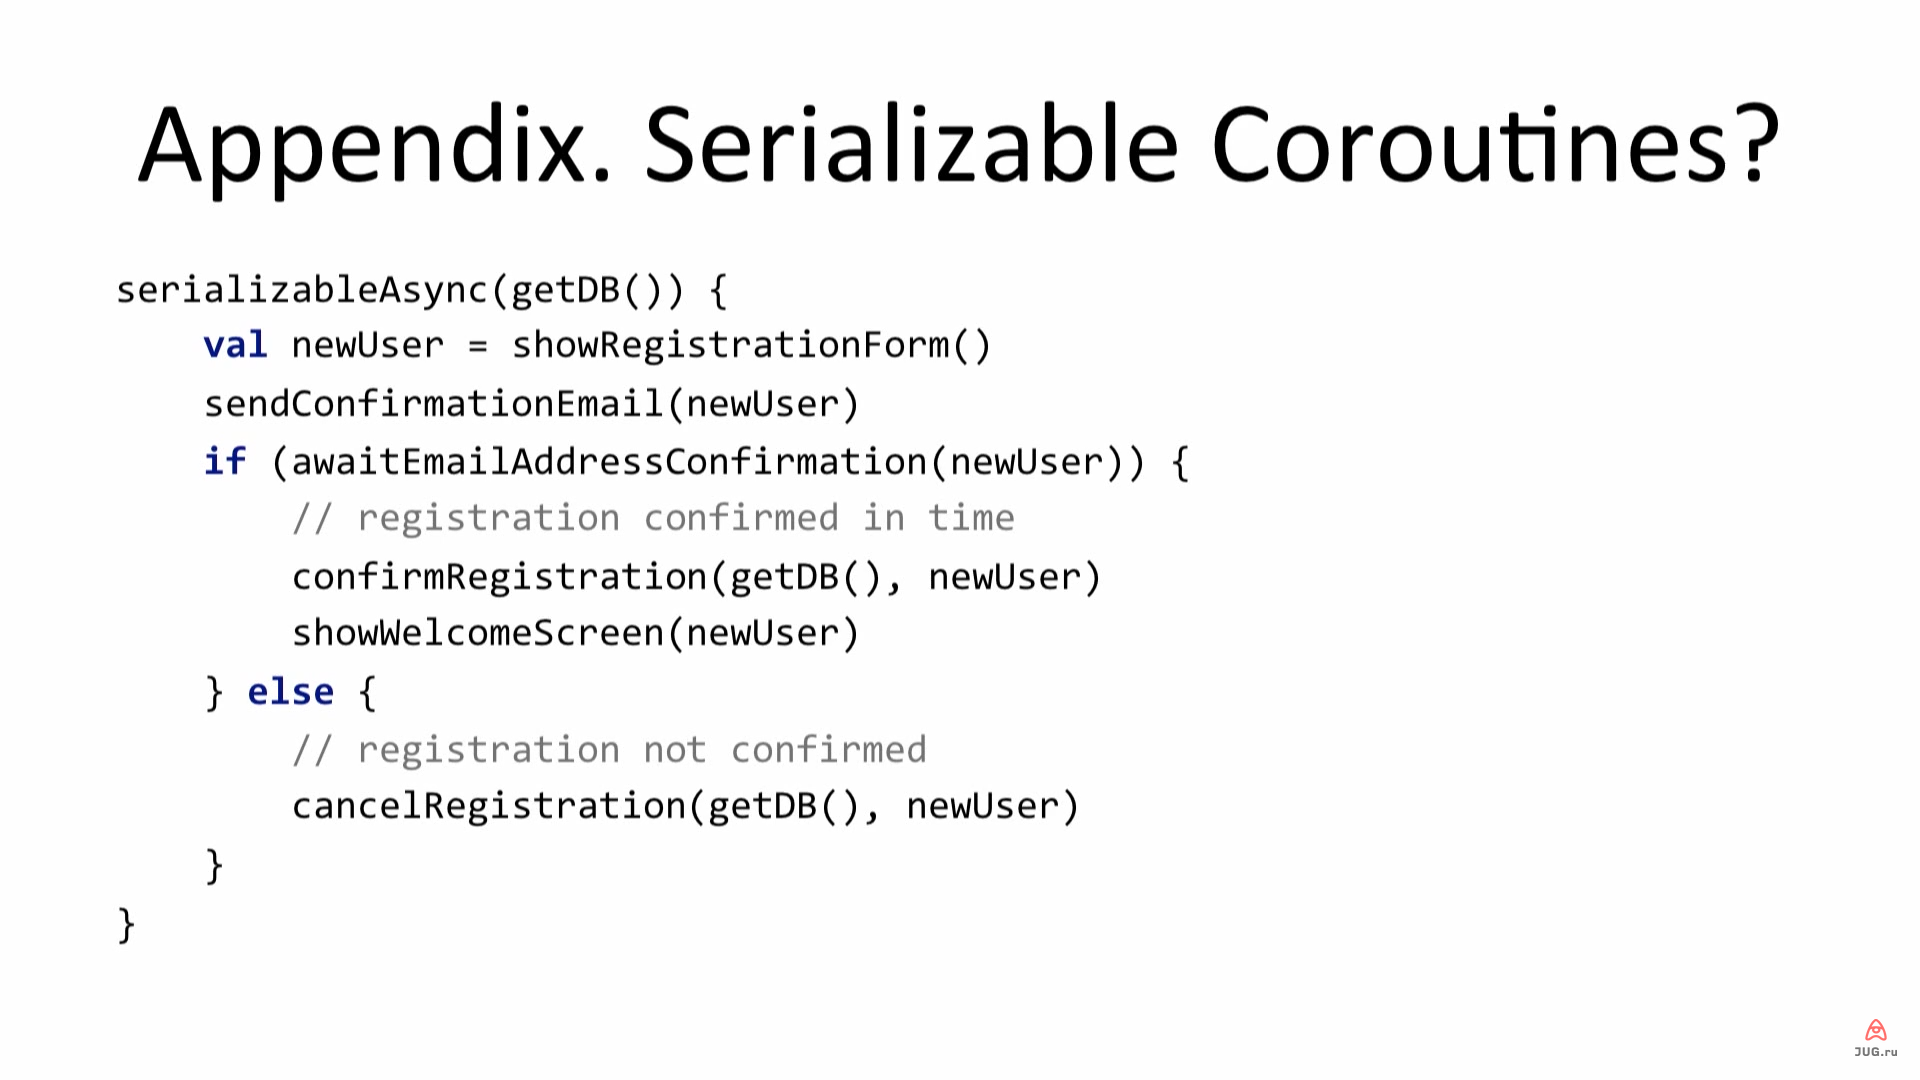 Appendix. Serializable Coroutines?
serializableAsync(getDB()) {
    val newUser = showRegistrationForm()
    sendConfirmationEmail(newUser)
    if (awaitEmailAddressConfirmation(newUser)) {
        // registration confirmed in time
        confirmRegistration(getDB(), newUser)
        showWelcomeScreen(newUser)
    } else {
        // registration not confirmed
        cancelRegistration(getDB(), newUser)
    }
}
JUG.ru